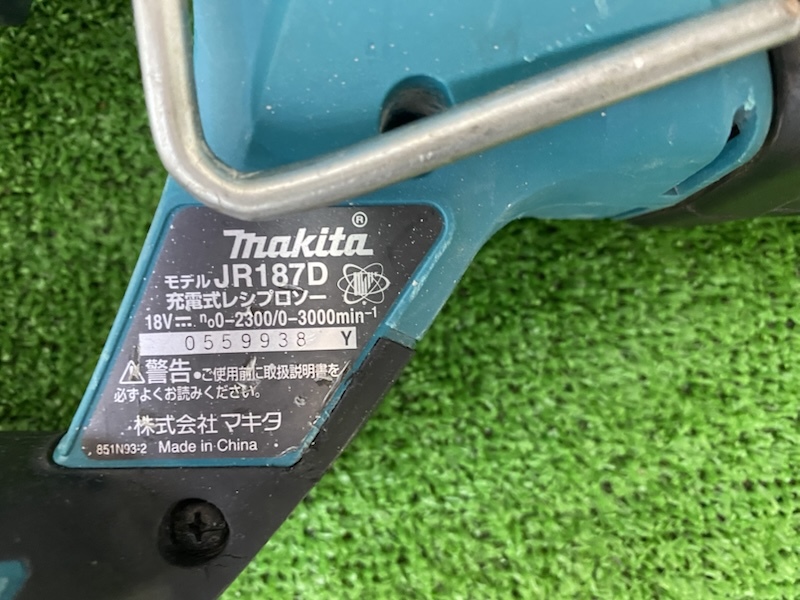 makita®
モデル JR187D
充電式レシプロソー
18V⎓ n₀0-2300/0-3000min⁻¹
0559938 Y
⚠警告・ご使用前に取扱説明書を
必ずよくお読みください。
株式会社 マキタ
851N93-2 Made in China